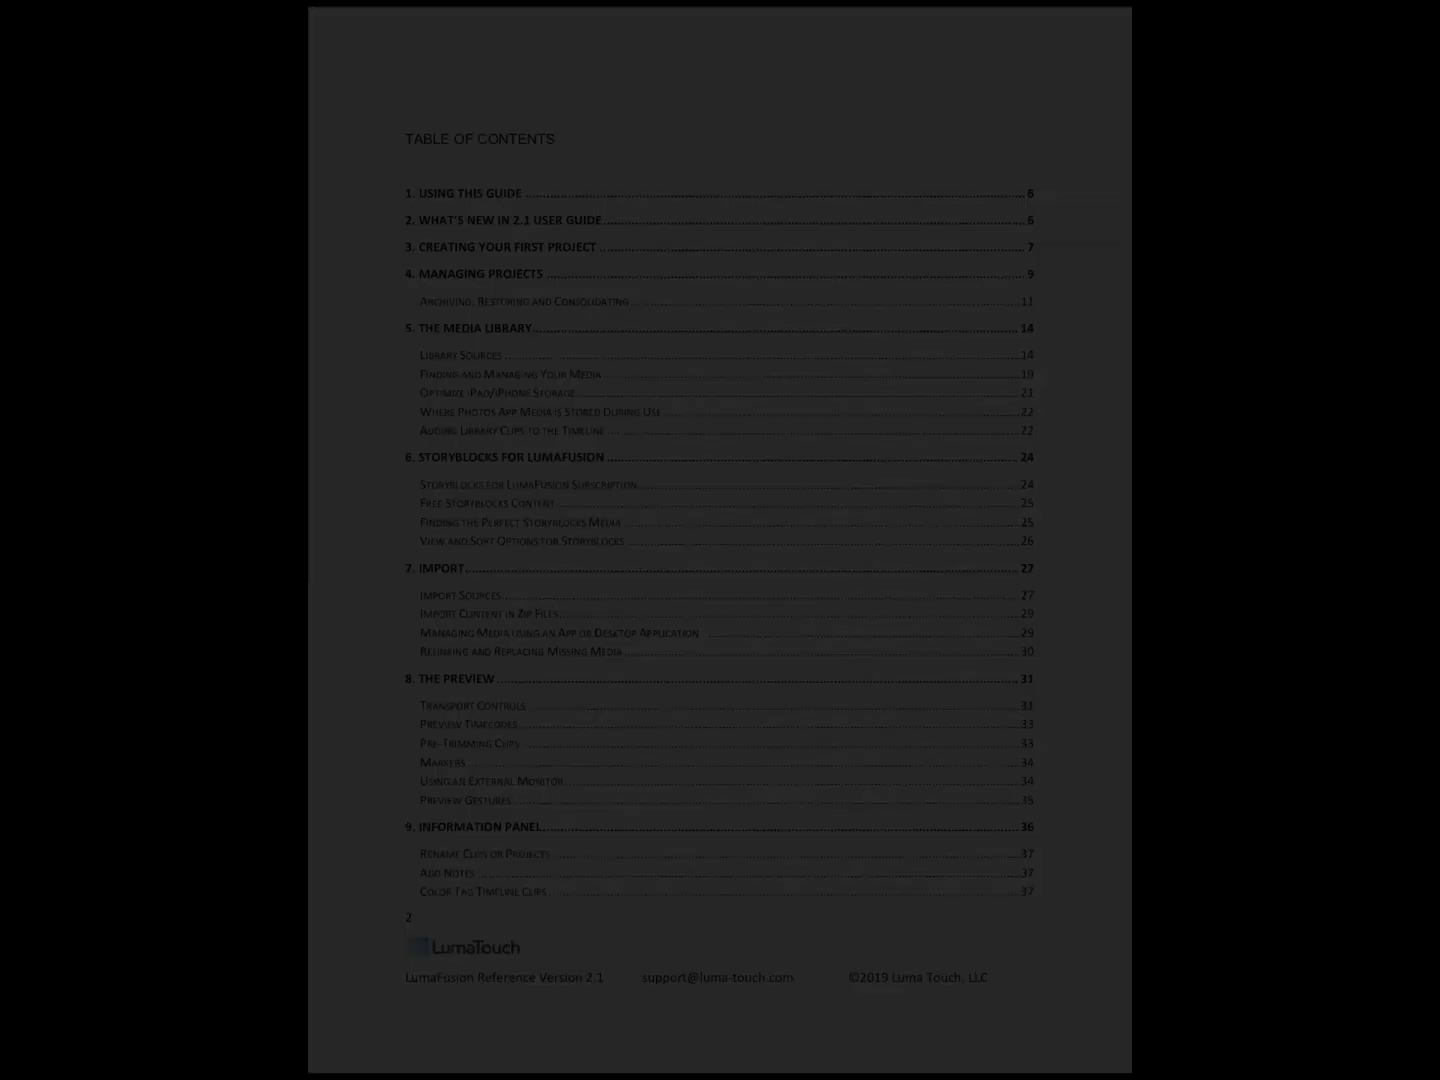 TABLE OF CONTENTS
1. USING THIS GUIDE ........ 6
2. WHAT'S NEW IN 2.1 USER GUIDE ........ 6
3. CREATING YOUR FIRST PROJECT ........ 7
4. MANAGING PROJECTS ........ 9
ARCHIVING, RESTORING AND CONSOLIDATING ........ 11
5. THE MEDIA LIBRARY ........ 14
LIBRARY SOURCES ........ 14
FINDING AND MANAGING YOUR MEDIA ........ 19
OPTIMIZE IPAD/IPHONE STORAGE ........ 21
WHERE PHOTOS APP MEDIA IS STORED DURING USE ........ 22
ADDING LIBRARY CLIPS TO THE TIMELINE ........ 22
6. STORYBLOCKS FOR LUMAFUSION ........ 24
STORYBLOCKS FOR LUMAFUSION SUBSCRIPTION ........ 24
FREE STORYBLOCKS CONTENT ........ 25
FINDING THE PERFECT STORYBLOCKS MEDIA ........ 25
VIEW AND SORT OPTIONS FOR STORYBLOCKS ........ 26
7. IMPORT ........ 27
IMPORT SOURCES ........ 27
IMPORT CONTENT IN ZIP FILES ........ 29
MANAGING MEDIA USING AN APP OR DESKTOP APPLICATION ........ 29
RELINKING AND REPLACING MISSING MEDIA ........ 30
8. THE PREVIEW ........ 31
TRANSPORT CONTROLS ........ 31
PREVIEW TIMECODES ........ 33
PRE-TRIMMING CLIPS ........ 33
MARKERS ........ 34
USING AN EXTERNAL MONITOR ........ 34
PREVIEW GESTURES ........ 35
9. INFORMATION PANEL ........ 36
RENAME CLIPS OR PROJECTS ........ 37
ADD NOTES ........ 37
COLOR TAG TIMELINE CLIPS ........ 37
2
LumaTouch
LumaFusion Reference Version 2.1 support@luma-touch.com ©2019 Luma Touch, LLC